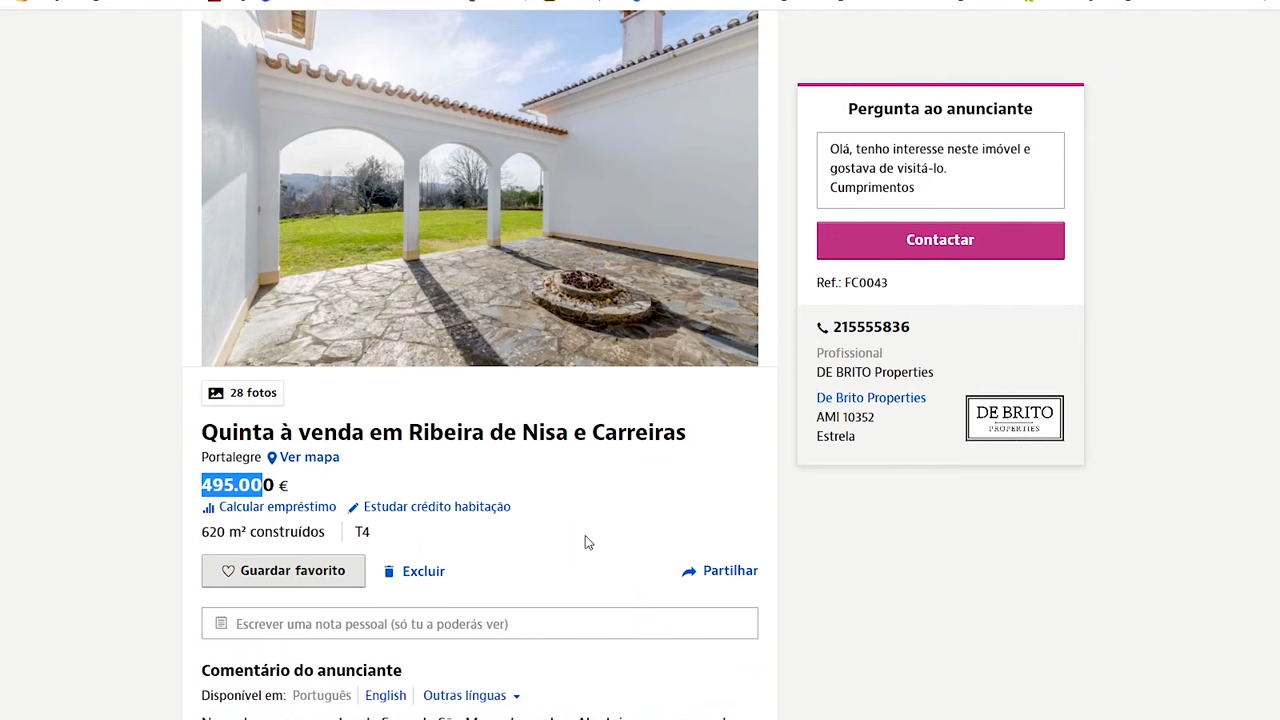 Pergunta ao anunciante
Olá, tenho interesse neste imóvel e
gostava de visitá-lo.
Cumprimentos
Contactar
Ref.: FC0043
215555836
Profissional
DE BRITO Properties
De Brito Properties
AMI 10352
Estrela
DE BRITO
PROPERTIES
28 fotos
Quinta à venda em Ribeira de Nisa e Carreiras
Portalegre Ver mapa
495.000 €
Calcular empréstimo Estudar crédito habitação
620 m² construídos T4
Guardar favorito Excluir Partilhar
Escrever uma nota pessoal (só tu a poderás ver)
Comentário do anunciante
Disponível em: Português English Outras línguas